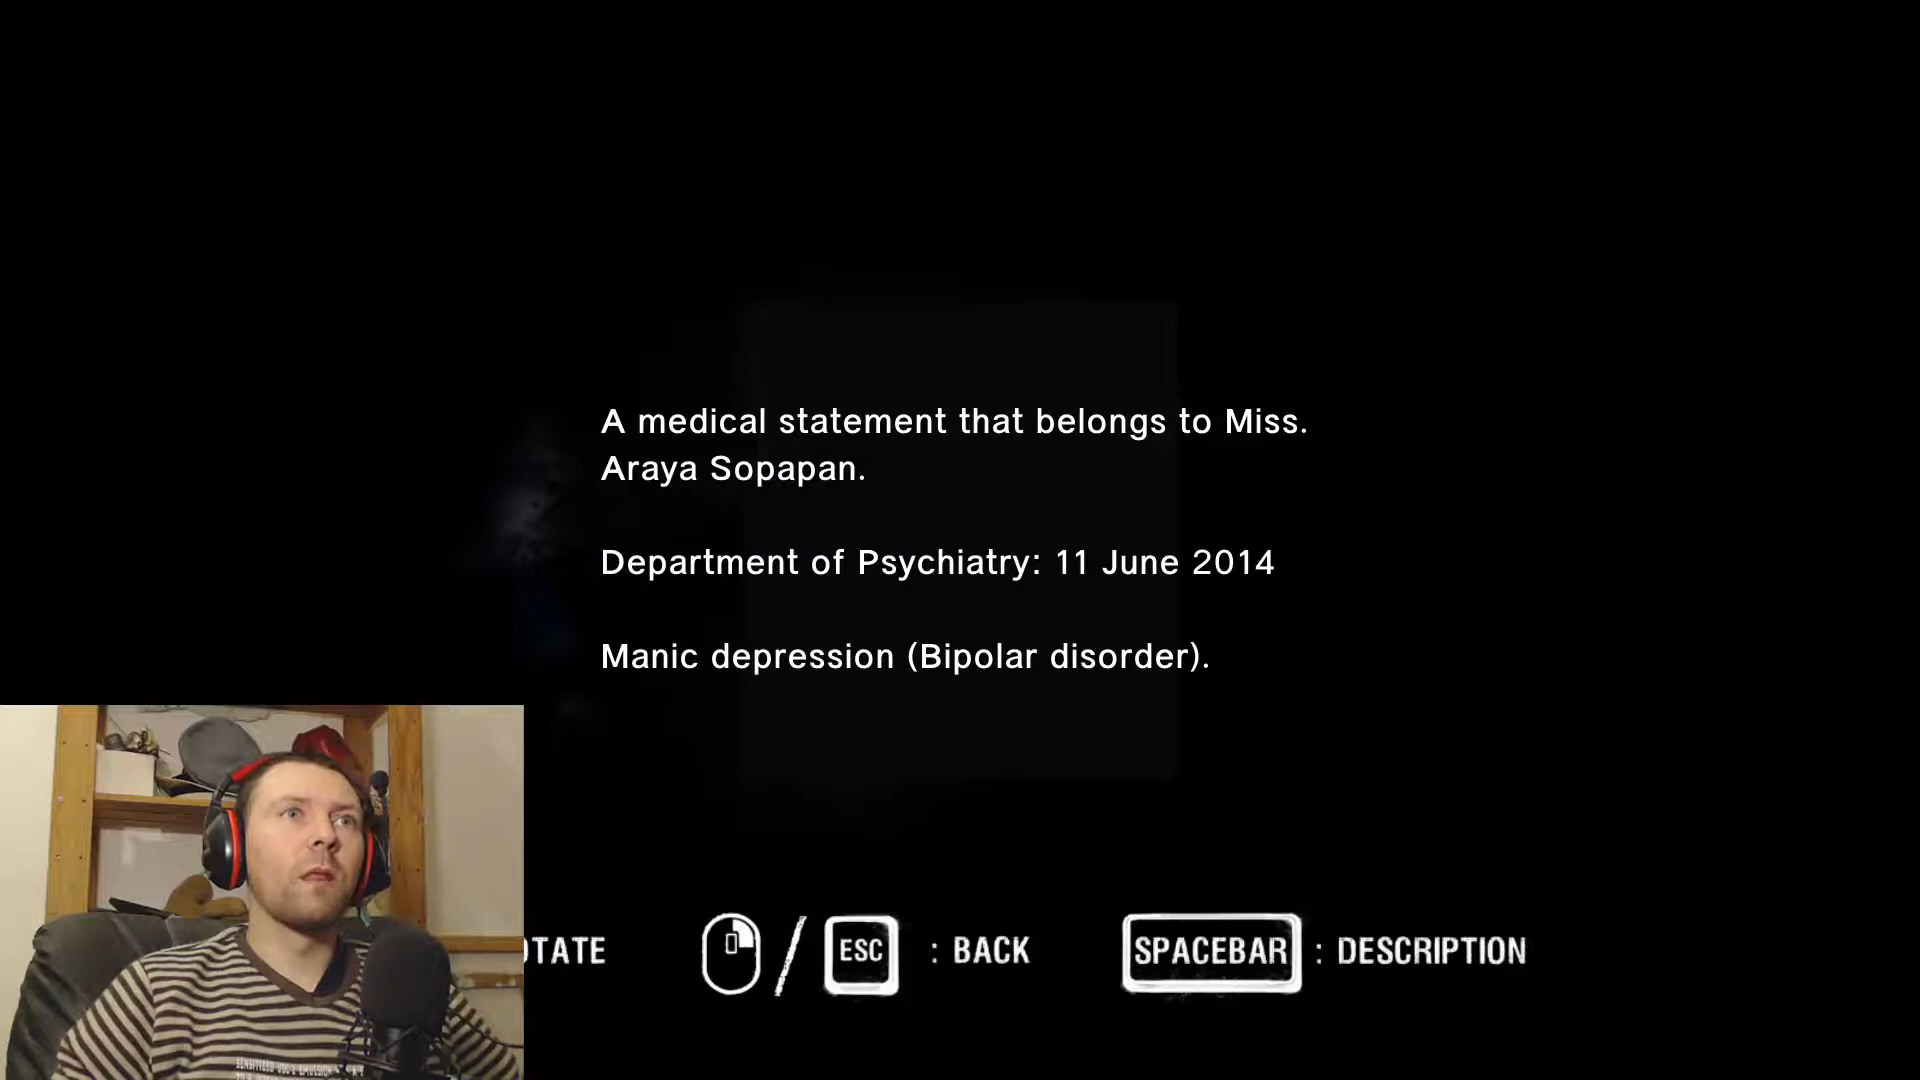 A medical statement that belongs to Miss.
Araya Sopapan.
Department of Psychiatry: 11 June 2014
Manic depression (Bipolar disorder).
OTATE
/ ESC : BACK
SPACEBAR : DESCRIPTION